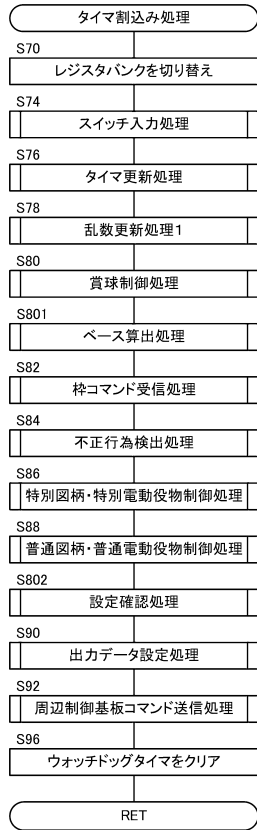 タイマ割込み処理
S70
レジスタバンクを切り替え
S74
スイッチ入力処理
S76
タイマ更新処理
S78
乱数更新処理1
S80
賞球制御処理
S801
ベース算出処理
S82
枠コマンド受信処理
S84
不正行為検出処理
S86
特別図柄・特別電動役物制御処理
S88
普通図柄・普通電動役物制御処理
S802
設定確認処理
S90
出力データ設定処理
S92
周辺制御基板コマンド送信処理
S96
ウォッチドッグタイマをクリア
RET